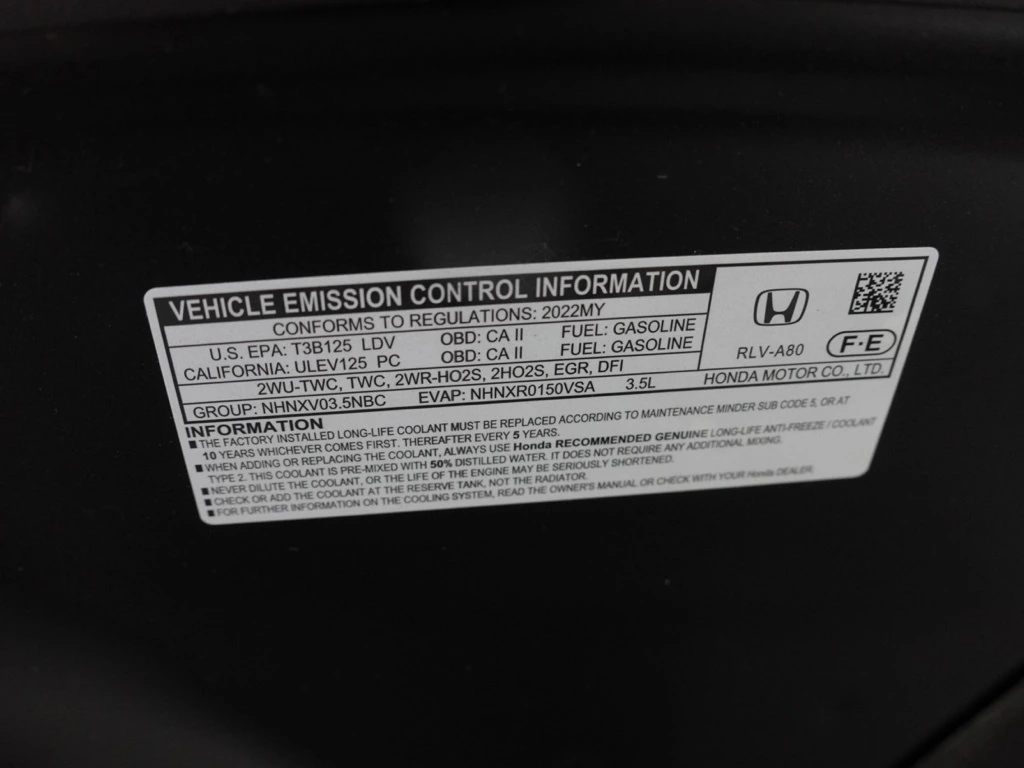 VEHICLE EMISSION CONTROL INFORMATION
CONFORMS TO REGULATIONS: 2022MY
U.S. EPA: T3B125 LDV OBD: CA II FUEL: GASOLINE
CALIFORNIA: ULEV125 PC OBD: CA II FUEL: GASOLINE
2WU-TWC, TWC, 2WR-HO2S, 2HO2S, EGR, DFI
GROUP: NHNXV03.5NBC EVAP: NHNXR0150VSA 3.5L
RLV-A80
F·E
HONDA MOTOR CO., LTD.
INFORMATION
■ THE FACTORY INSTALLED LONG-LIFE COOLANT MUST BE REPLACED ACCORDING TO MAINTENANCE MINDER SUB CODE 5, OR AT
10 YEARS WHICHEVER COMES FIRST. THEREAFTER EVERY 5 YEARS.
■ WHEN ADDING OR REPLACING THE COOLANT, ALWAYS USE Honda RECOMMENDED GENUINE LONG-LIFE ANTI-FREEZE / COOLANT
TYPE 2. THIS COOLANT IS PRE-MIXED WITH 50% DISTILLED WATER. IT DOES NOT REQUIRE ANY ADDITIONAL MIXING.
■ NEVER DILUTE THE COOLANT, OR THE LIFE OF THE ENGINE MAY BE SERIOUSLY SHORTENED.
■ CHECK OR ADD THE COOLANT AT THE RESERVE TANK, NOT THE RADIATOR.
■ FOR FURTHER INFORMATION ON THE COOLING SYSTEM, READ THE OWNER'S MANUAL OR CHECK WITH YOUR Honda DEALER.